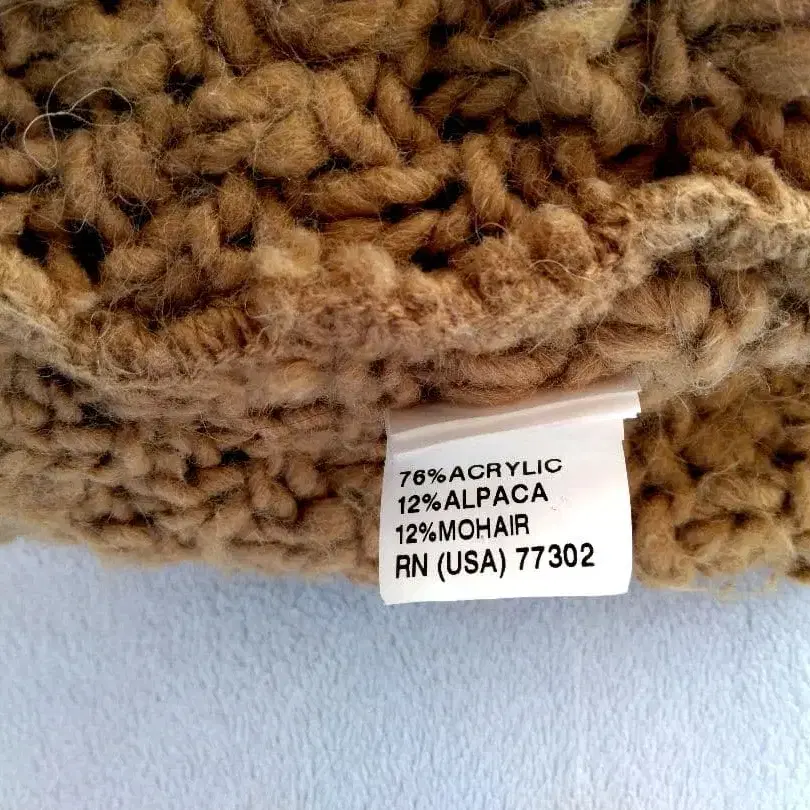 76%ACRYLIC
12%ALPACA
12%MOHAIR
RN (USA) 77302